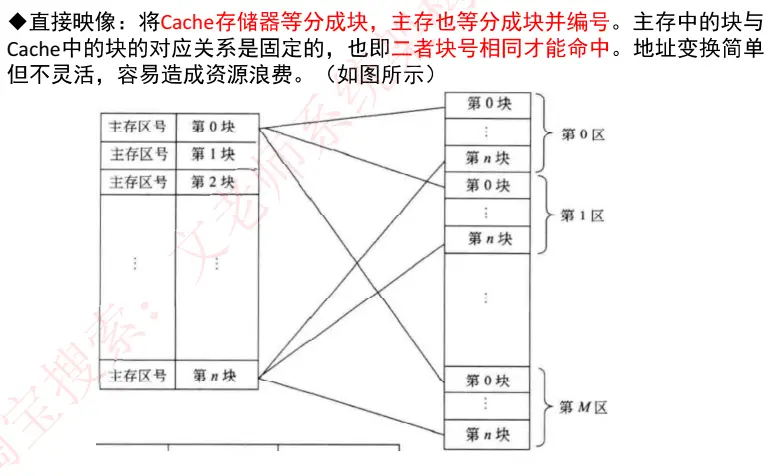 ◆直接映像：将Cache存储器等分成块，主存也等分成块并编号。主存中的块与
Cache中的块的对应关系是固定的，也即二者块号相同才能命中。地址变换简单
但不灵活，容易造成资源浪费。（如图所示）
主存区号 第0块
主存区号 第1块
主存区号 第2块
⋮ ⋮
主存区号 第n块
第0块
⋮
第n块
第0区
第0块
⋮
第n块
第1区
⋮
第0块
⋮
第n块
第M区
淘宝搜索：文老师系统架构